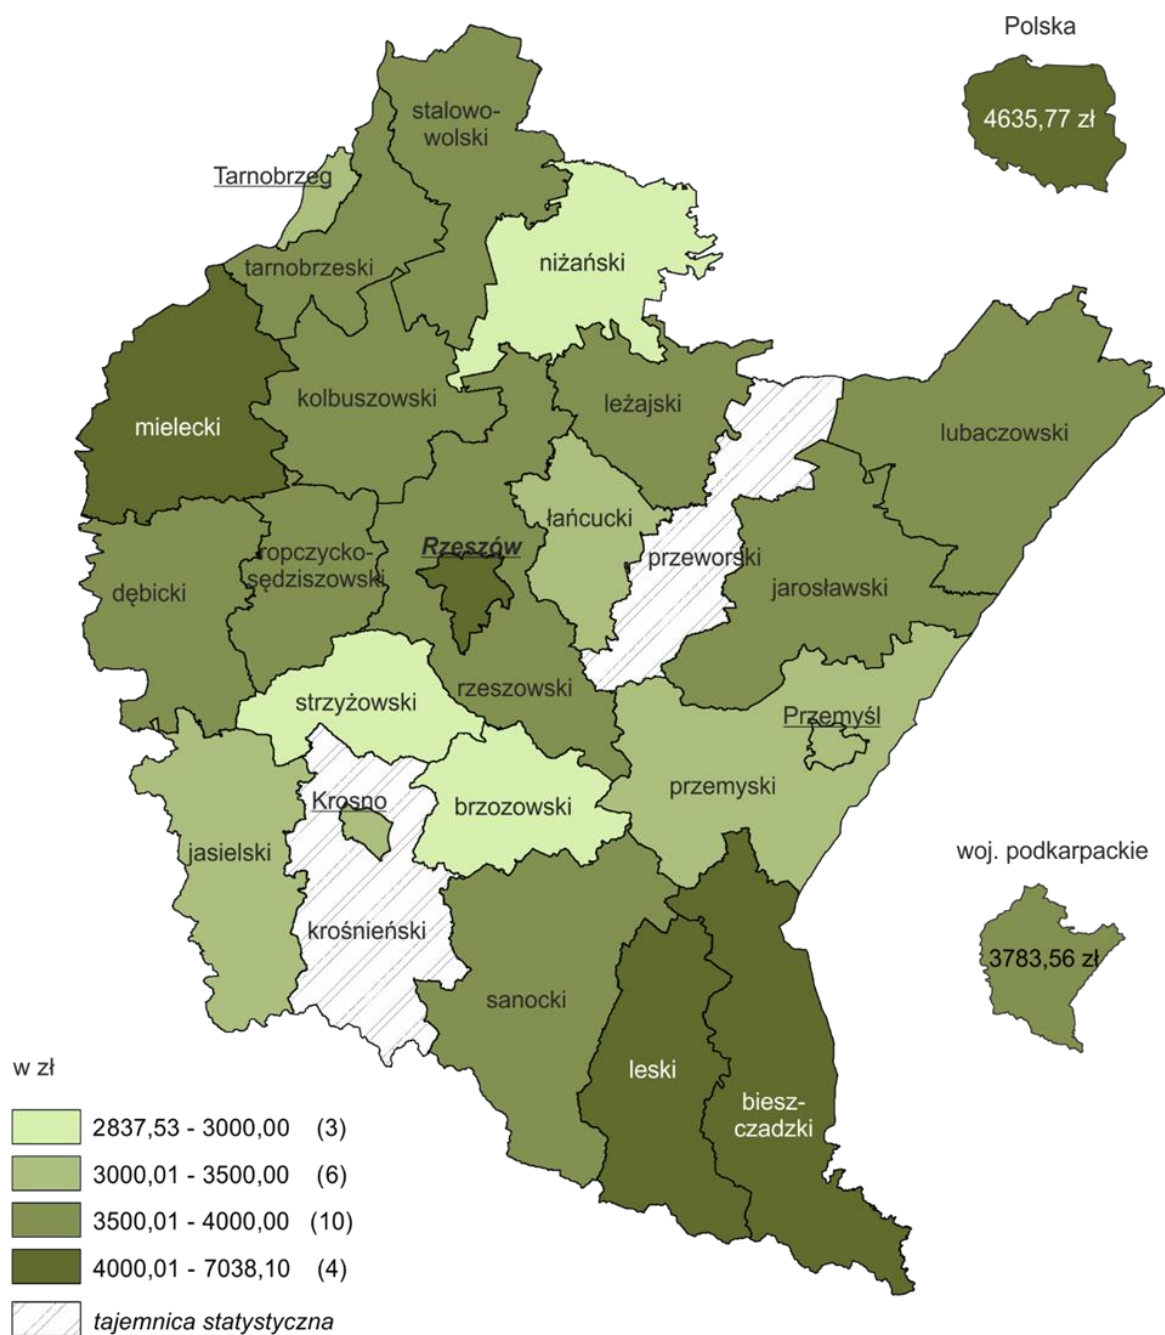 Polska
4635,77 zł
stalowo-
wolski
Tarnobrzeg
tarnobrzeski
niżański
mielecki
kolbuszowski
leżajski
lubaczowski
łańcucki
ropczycko-
sędziszowski
Rzeszów
przeworski
dębicki
jarosławski
strzyżowski
rzeszowski
Przemyśl
przemyski
Krosno
brzozowski
jasielski
woj. podkarpackie
3783,56 zł
krośnieński
sanocki
leski
biesz-
czadzki
w zł
2837,53 - 3000,00 (3)
3000,01 - 3500,00 (6)
3500,01 - 4000,00 (10)
4000,01 - 7038,10 (4)
tajemnica statystyczna